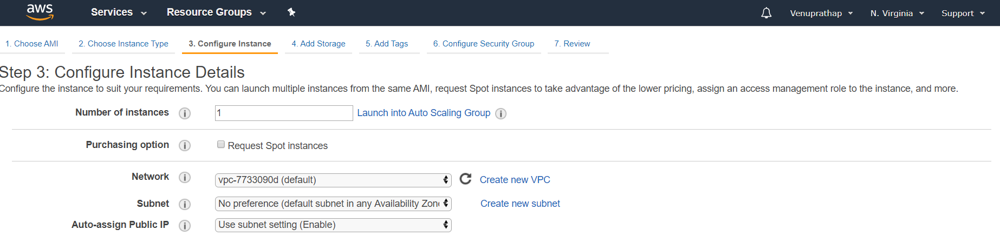 aws Services Resource Groups Venuprathap N. Virginia Support
1. Choose AMI 2. Choose Instance Type 3. Configure Instance 4. Add Storage 5. Add Tags 6. Configure Security Group 7. Review
Step 3: Configure Instance Details
Configure the instance to suit your requirements. You can launch multiple instances from the same AMI, request Spot instances to take advantage of the lower pricing, assign an access management role to the instance, and more.
Number of instances i 1 Launch into Auto Scaling Group i
Purchasing option i Request Spot instances
Network i vpc-7733090d (default) Create new VPC
Subnet i No preference (default subnet in any Availability Zon Create new subnet
Auto-assign Public IP i Use subnet setting (Enable)